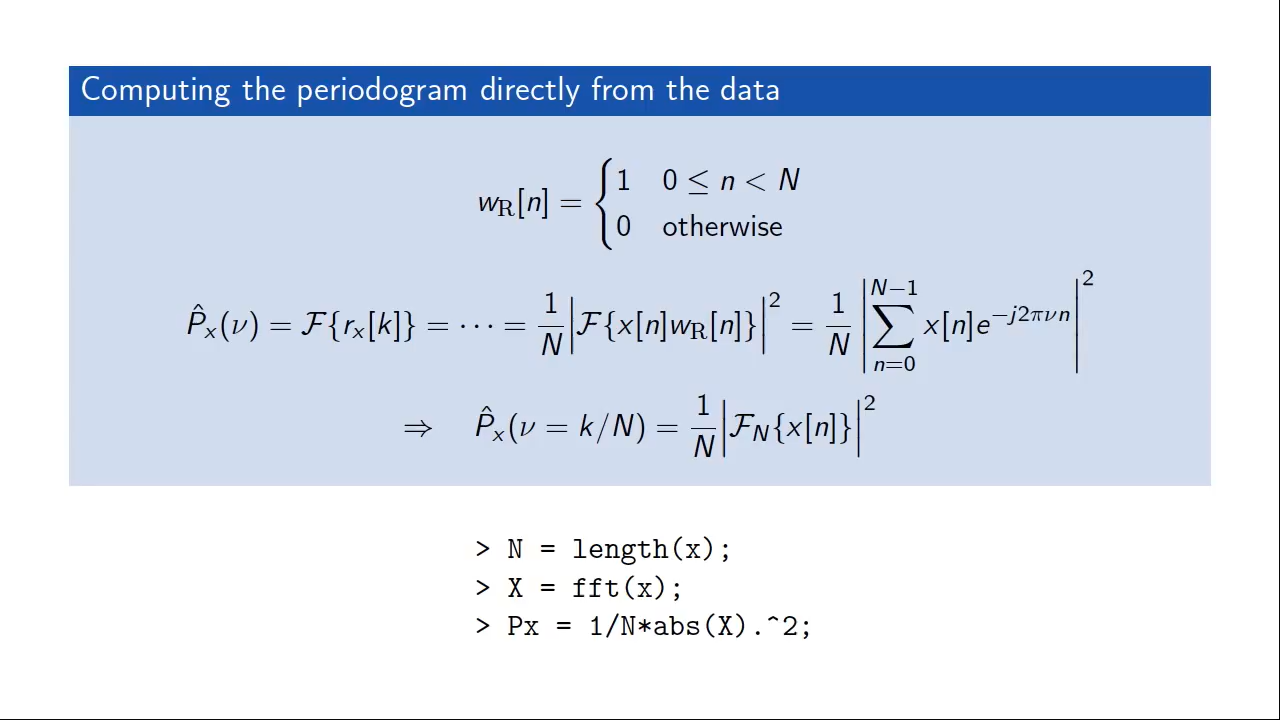 Computing the periodogram directly from the data
w_R[n] = { 1 0 ≤ n < N
0 otherwise
P̂_x(ν) = ℱ{r_x[k]} = ⋯ = 1/N |ℱ{x[n]w_R[n]}|² = 1/N |∑_{n=0}^{N−1} x[n]e^{−j2πνn}|²
⇒ P̂_x(ν = k/N) = 1/N |ℱ_N{x[n]}|²
> N = length(x);
> X = fft(x);
> Px = 1/N*abs(X).^2;